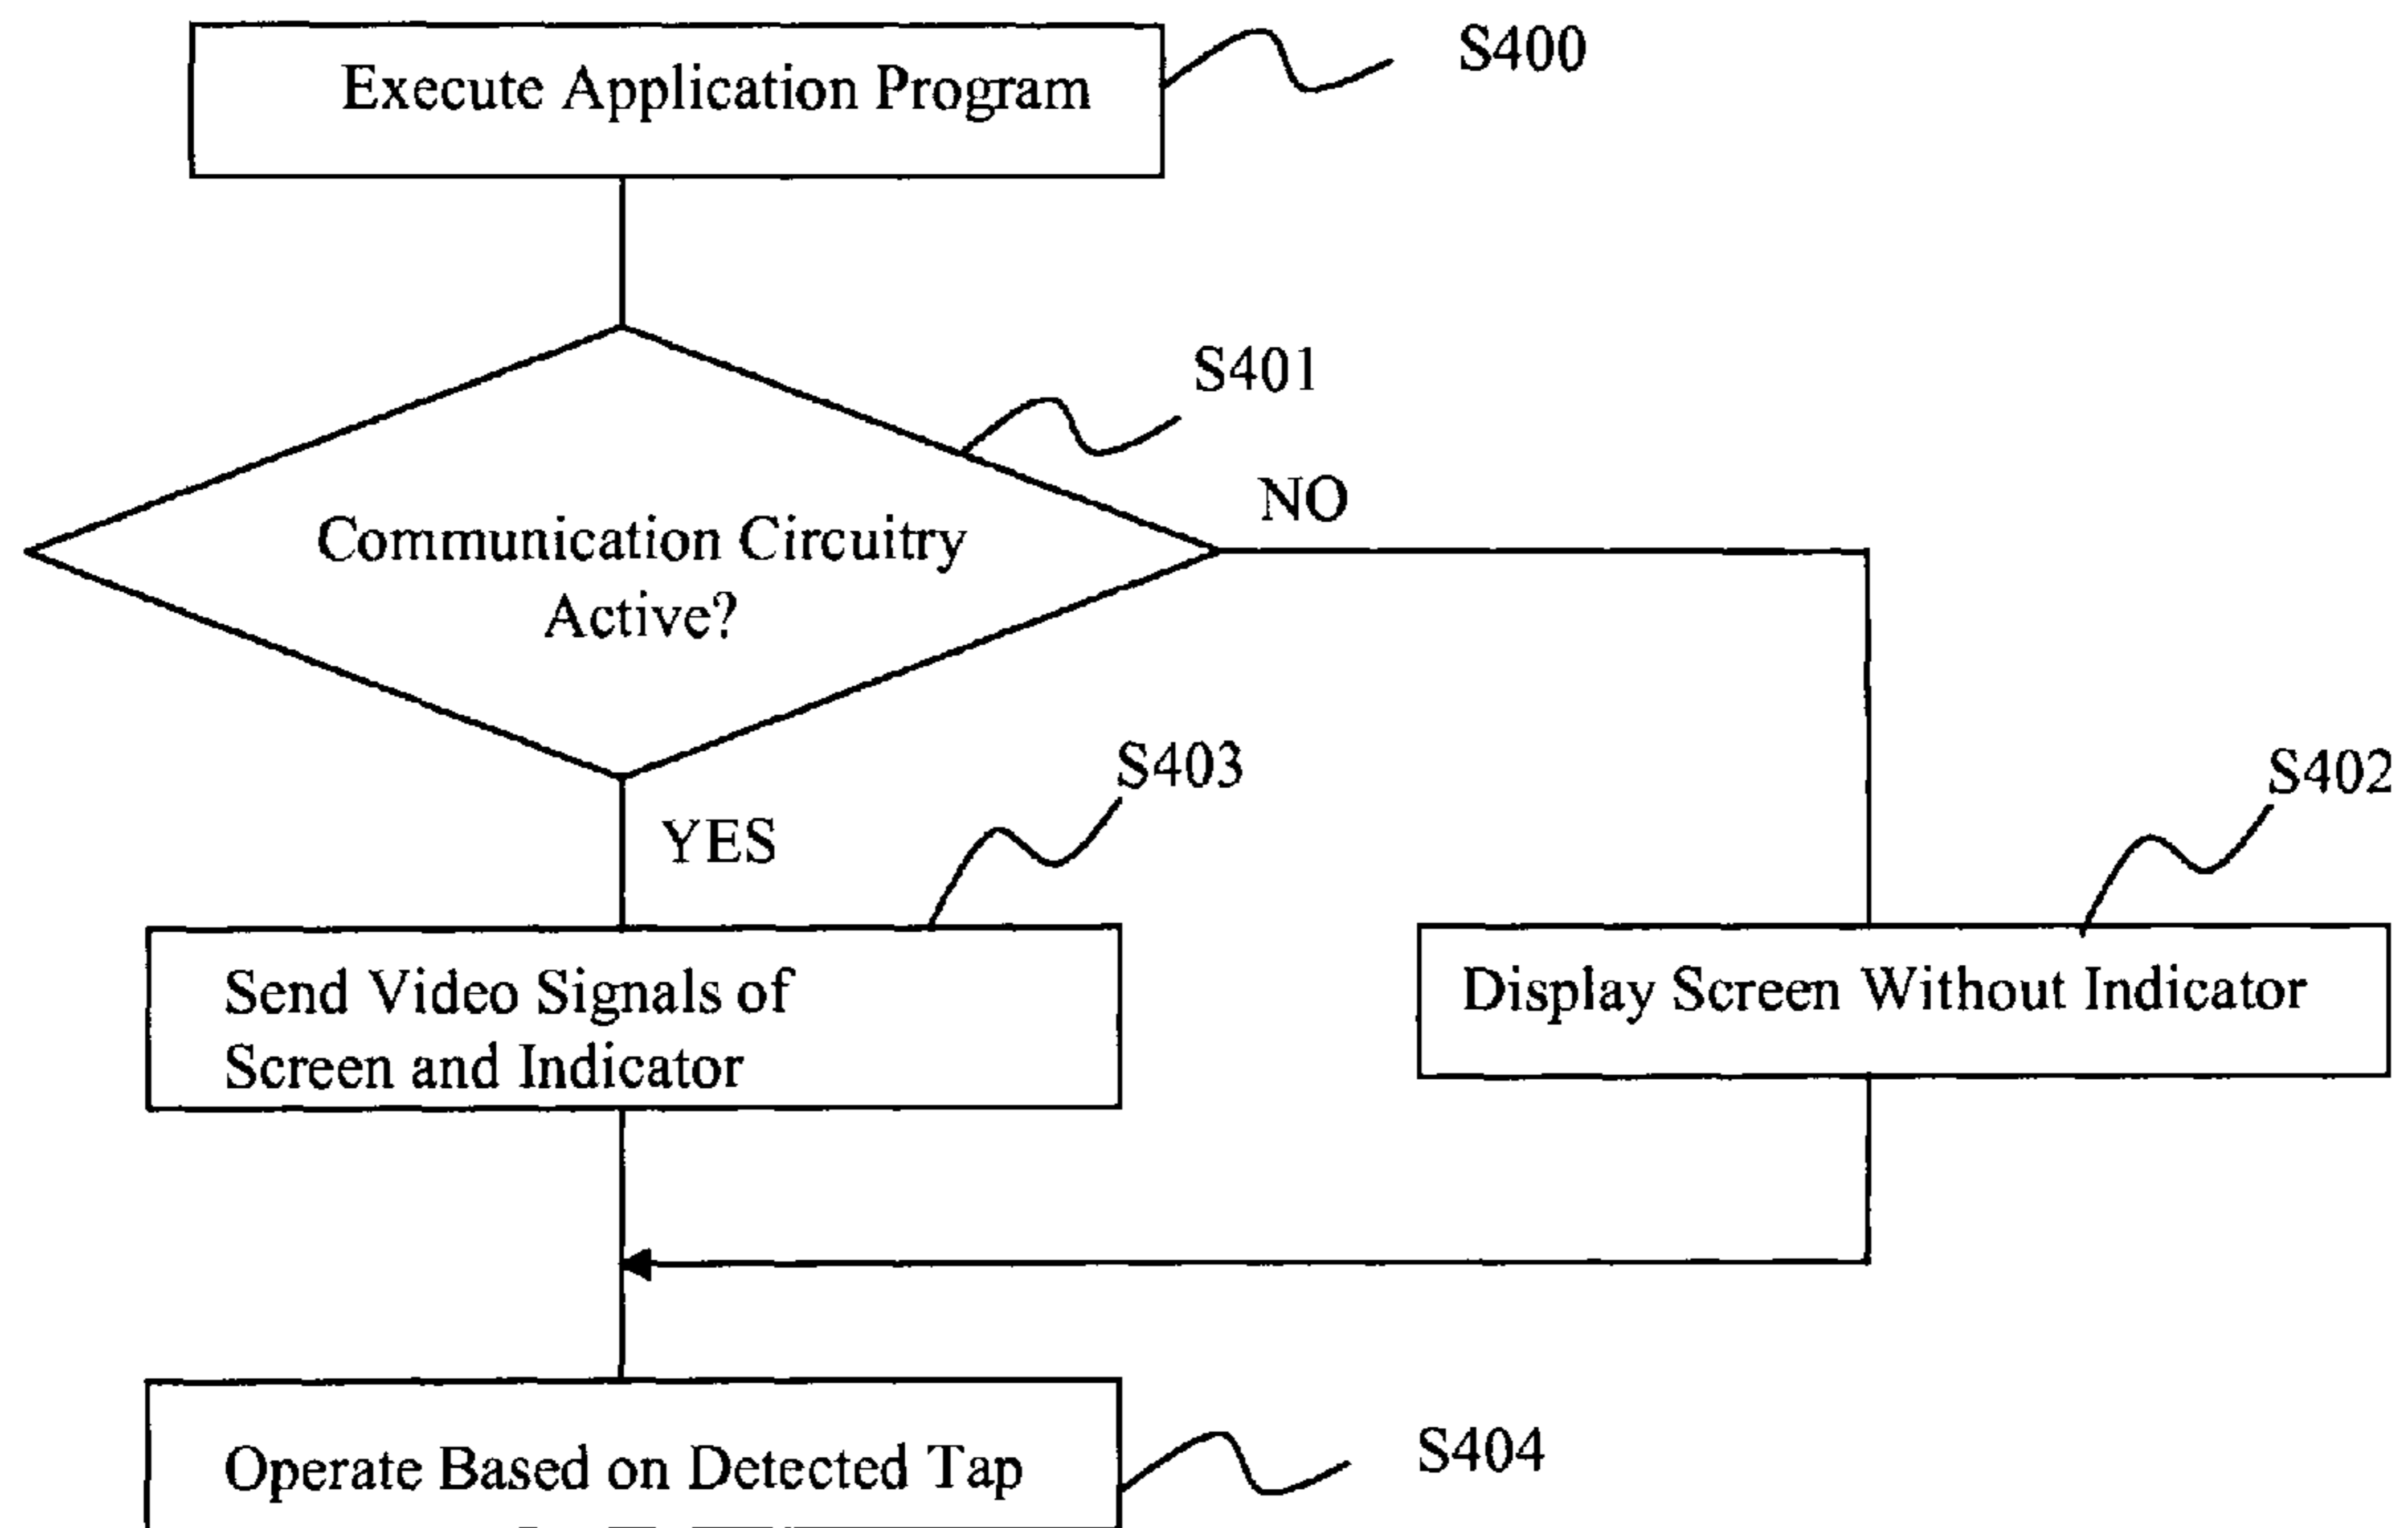 Execute Application Program
S400
S401
NO
Communication Circuitry
Active?
YES
S403
S402
Send Video Signals of
Screen and Indicator
Display Screen Without Indicator
Operate Based on Detected Tap
S404